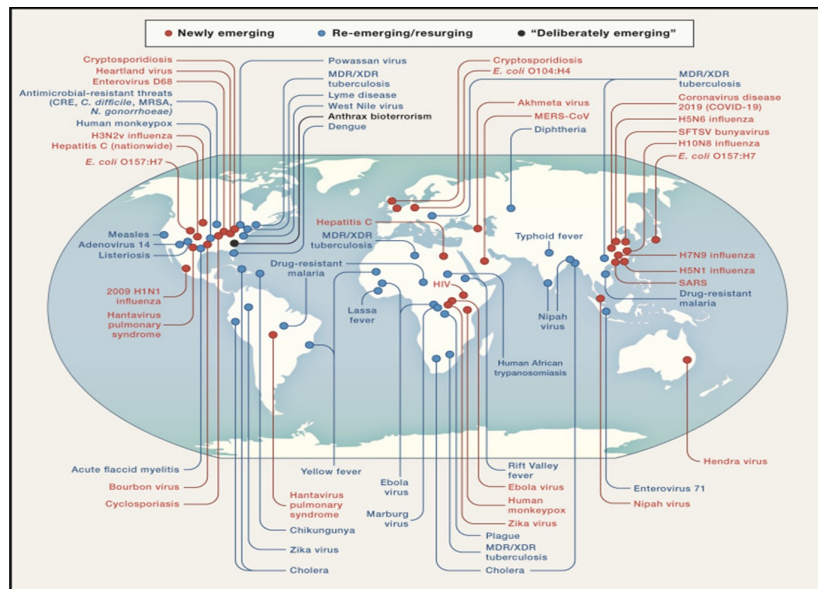 Newly emerging
Re-emerging/resurging
“Deliberately emerging”
Cryptosporidiosis
Heartland virus
Enterovirus D68
Antimicrobial-resistant threats
(CRE, C. difficile, MRSA,
N. gonorrhoeae)
Human monkeypox
H3N2v influenza
Hepatitis C (nationwide)
E. coli O157:H7
Powassan virus
MDR/XDR
tuberculosis
Lyme disease
West Nile virus
Anthrax bioterrorism
Dengue
Cryptosporidiosis
E. coli O104:H4
Akhmeta virus
MERS-CoV
Diphtheria
MDR/XDR
tuberculosis
Coronavirus disease
2019 (COVID-19)
H5N6 influenza
SFTSV bunyavirus
H10N8 influenza
E. coli O157:H7
Measles
Adenovirus 14
Listeriosis
2009 H1N1
influenza
Hantavirus
pulmonary
syndrome
Hepatitis C
MDR/XDR
tuberculosis
Drug-resistant
malaria
HIV
Lassa
fever
Typhoid fever
Nipah
virus
Human African
trypanosomiasis
H7N9 influenza
H5N1 influenza
SARS
Drug-resistant
malaria
Acute flaccid myelitis
Bourbon virus
Cyclosporiasis
Hantavirus
pulmonary
syndrome
Chikungunya
Zika virus
Cholera
Yellow fever
Ebola
virus
Marburg
virus
Rift Valley
fever
Ebola virus
Human
monkeypox
Zika virus
Plague
MDR/XDR
tuberculosis
Cholera
Hendra virus
Enterovirus 71
Nipah virus